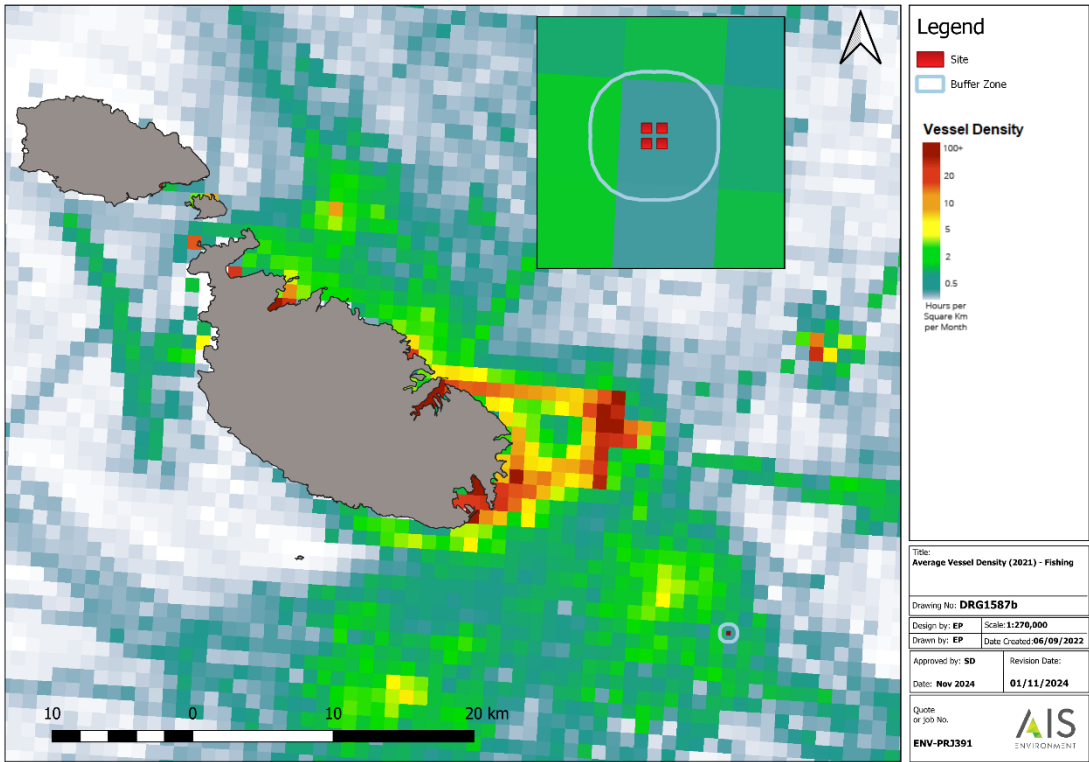 Legend
Site
Buffer Zone
Vessel Density
100+
20
10
5
2
0.5
Hours per
Square Km
per Month
10 0 10 20 km
Title:
Average Vessel Density (2021) - Fishing
Drawing No: DRG1587b
Design by: EP Scale:1:270,000
Drawn by: EP Date Created:06/09/2022
Approved by: SD Revision Date:
Date: Nov 2024 01/11/2024
Quote
or job No.
ENV-PRJ391
AIS
ENVIRONMENT